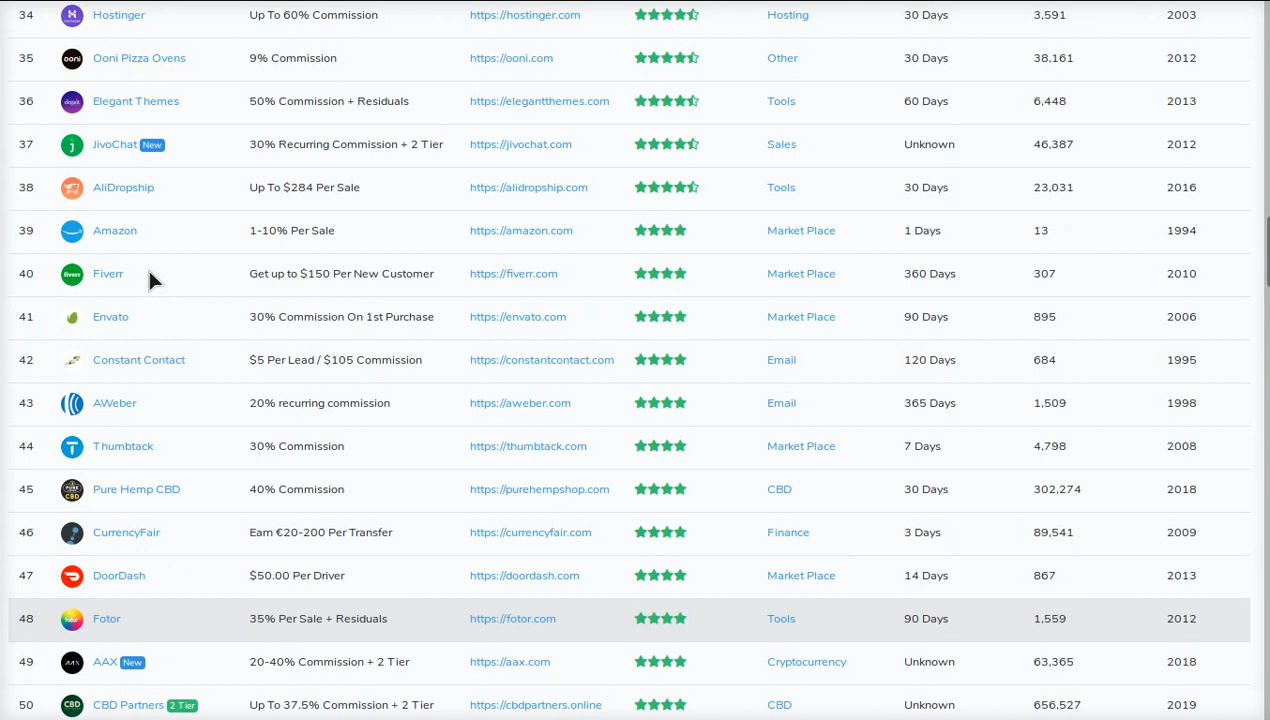 34 Hostinger Up To 60% Commission https://hostinger.com Hosting 30 Days 3,591 2003
35 ooni Ooni Pizza Ovens 9% Commission https://ooni.com Other 30 Days 38,161 2012
36 Elegant Themes 50% Commission + Residuals https://elegantthemes.com Tools 60 Days 6,448 2013
37 JivoChat New 30% Recurring Commission + 2 Tier https://jivochat.com Sales Unknown 46,387 2012
38 AliDropship Up To $284 Per Sale https://alidropship.com Tools 30 Days 23,031 2016
39 Amazon 1-10% Per Sale https://amazon.com Market Place 1 Days 13 1994
40 fiverr Fiverr Get up to $150 Per New Customer https://fiverr.com Market Place 360 Days 307 2010
41 Envato 30% Commission On 1st Purchase https://envato.com Market Place 90 Days 895 2006
42 Constant Contact $5 Per Lead / $105 Commission https://constantcontact.com Email 120 Days 684 1995
43 AWeber 20% recurring commission https://aweber.com Email 365 Days 1,509 1998
44 Thumbtack 30% Commission https://thumbtack.com Market Place 7 Days 4,798 2008
45 PURE CBD Pure Hemp CBD 40% Commission https://purehempshop.com CBD 30 Days 302,274 2018
46 CurrencyFair Earn €20-200 Per Transfer https://currencyfair.com Finance 3 Days 89,541 2009
47 DoorDash $50.00 Per Driver https://doordash.com Market Place 14 Days 867 2013
48 Fotor 35% Per Sale + Residuals https://fotor.com Tools 90 Days 1,559 2012
49 AAX AAX New 20-40% Commission + 2 Tier https://aax.com Cryptocurrency Unknown 63,365 2018
50 CBD CBD Partners 2 Tier Up To 37.5% Commission + 2 Tier https://cbdpartners.online CBD Unknown 656,527 2019